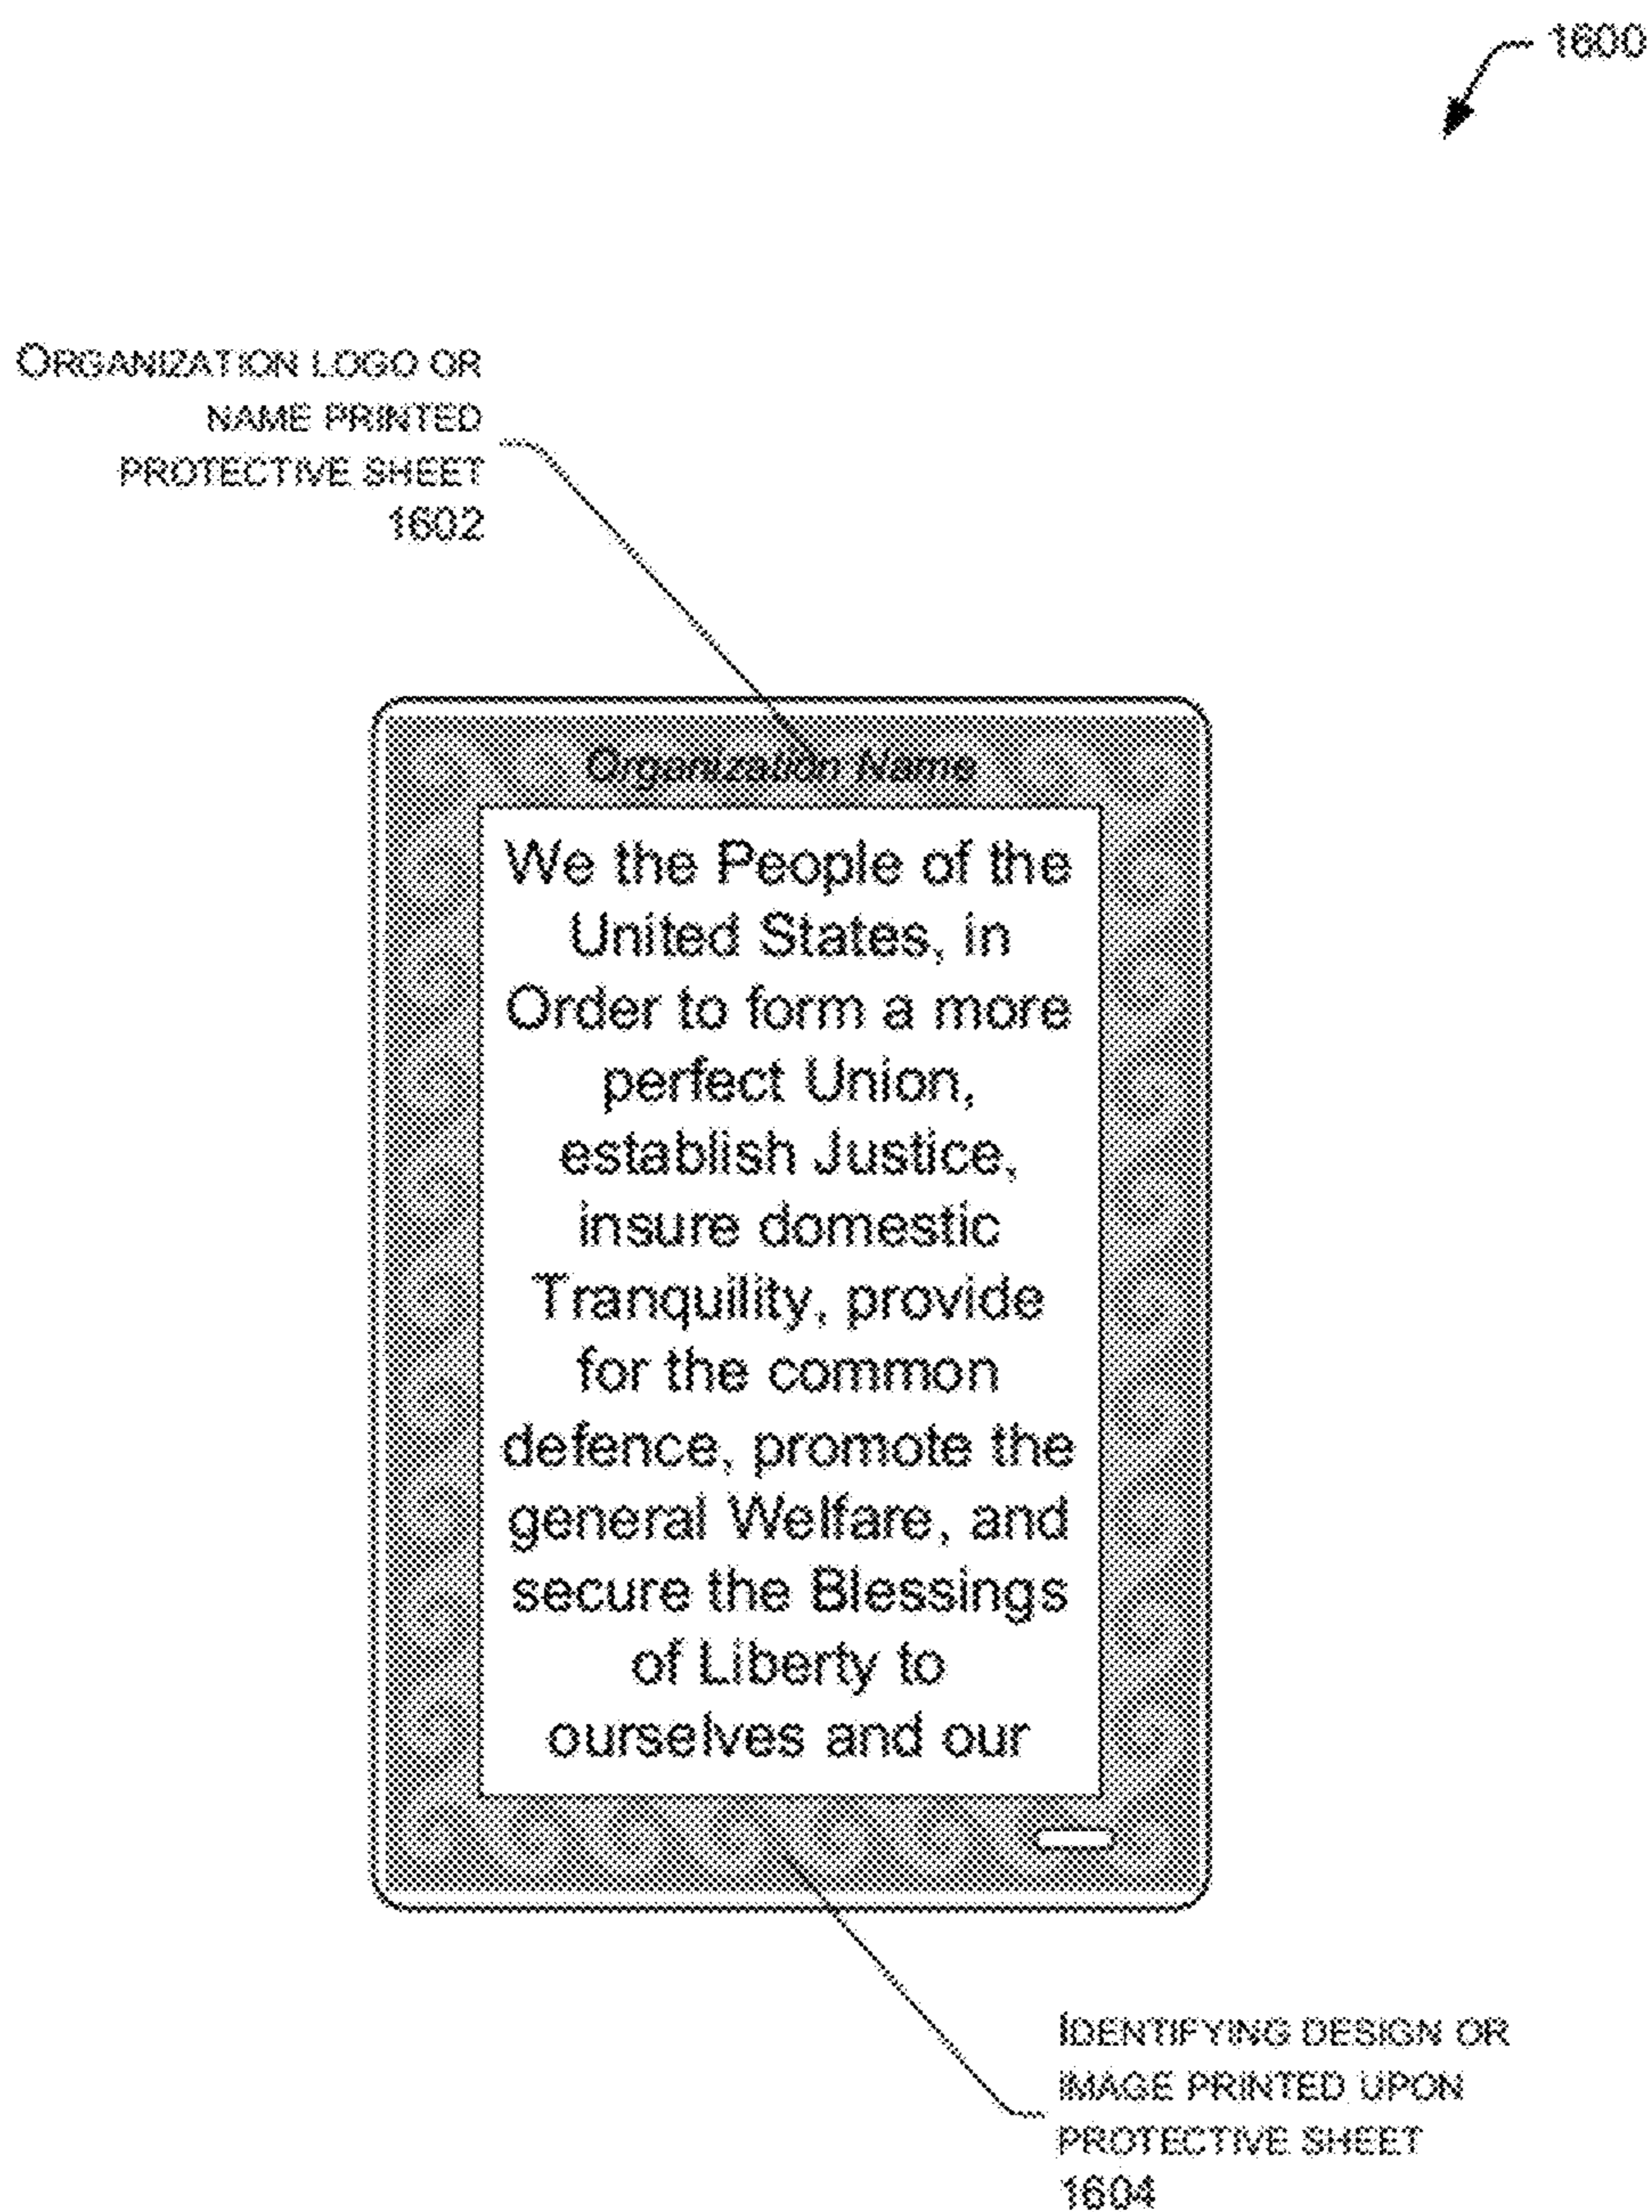 1600
ORGANIZATION LOGO OR
NAME PRINTED
PROTECTIVE SHEET
1602
Organization Name
We the People of the
United States, in
Order to form a more
perfect Union,
establish Justice,
insure domestic
Tranquility, provide
for the common
defence, promote the
general Welfare, and
secure the Blessings
of Liberty to
ourselves and our
IDENTIFYING DESIGN OR
IMAGE PRINTED UPON
PROTECTIVE SHEET
1604